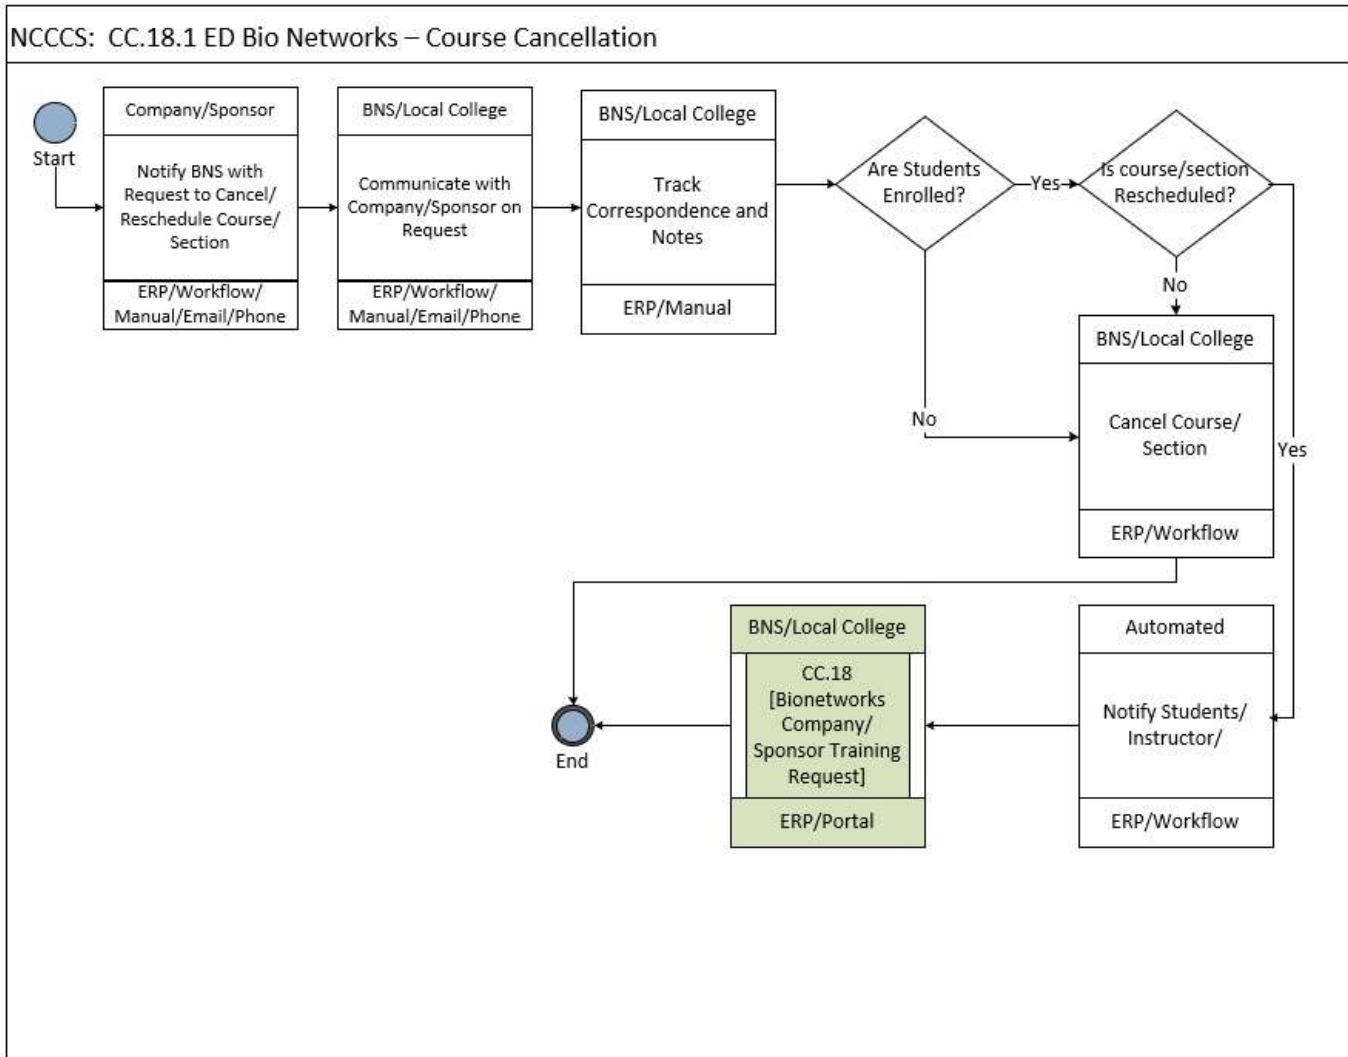 NCCCS:  CC.18.1 ED Bio Networks – Course Cancellation
Start
Company/Sponsor
Notify BNS with
Request to Cancel/
Reschedule Course/
Section
ERP/Workflow/
Manual/Email/Phone
BNS/Local College
Communicate with
Company/Sponsor on
Request
ERP/Workflow/
Manual/Email/Phone
BNS/Local College
Track
Correspondence and
Notes
ERP/Manual
Are Students
Enrolled?
Yes
Is course/section
Rescheduled?
No
No
Yes
BNS/Local College
Cancel Course/
Section
ERP/Workflow
Automated
Notify Students/
Instructor/
ERP/Workflow
BNS/Local College
CC.18
[Bionetworks
Company/
Sponsor Training
Request]
ERP/Portal
End